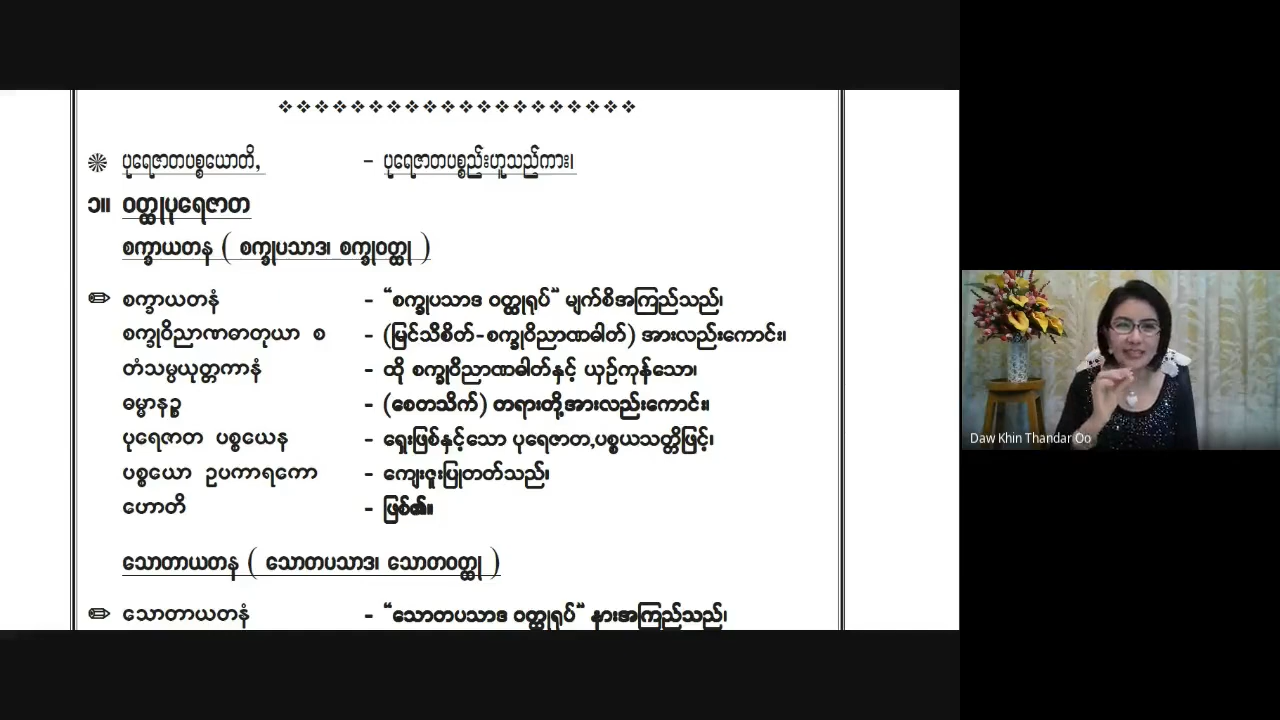 ပုရေဇာတပစ္စယောတိ, - ပုရေဇာတပစ္စည်းဟူသည်ကား၊
၁။ ဝတ္ထုပုရေဇာတ
စက္ခာယတန ( စက္ခုပသာဒ၊ စက္ခုဝတ္ထု )
စက္ခာယတနံ - “စက္ခုပသာဒ ဝတ္ထုရုပ်” မျက်စိအကြည်သည်၊
စက္ခုဝိညာဏဓာတုယာ စ - (မြင်သိစိတ်-စက္ခုဝိညာဏဓါတ်) အားလည်းကောင်း၊
တံသမ္ပယုတ္တကာနံ - ထို စက္ခုဝိညာဏဓါတ်နှင့် ယှဉ်ကုန်သော၊
ဓမ္မာနဉ္စ - (စေတသိက်) တရားတို့အားလည်းကောင်း၊
ပုရေဇာတ ပစ္စယေန - ရှေးဖြစ်နှင့်သော ပုရေဇာတ,ပစ္စယသတ္တိဖြင့်၊
ပစ္စယော ဥပကာရကော - ကျေးဇူးပြုတတ်သည်၊
ဟောတိ - ဖြစ်၏။
သောတာယတန ( သောတပသာဒ၊ သောတဝတ္ထု )
သောတာယတနံ - “သောတပသာဒ ဝတ္ထုရုပ်” နားအကြည်သည်၊
Daw Khin Thandar Oo